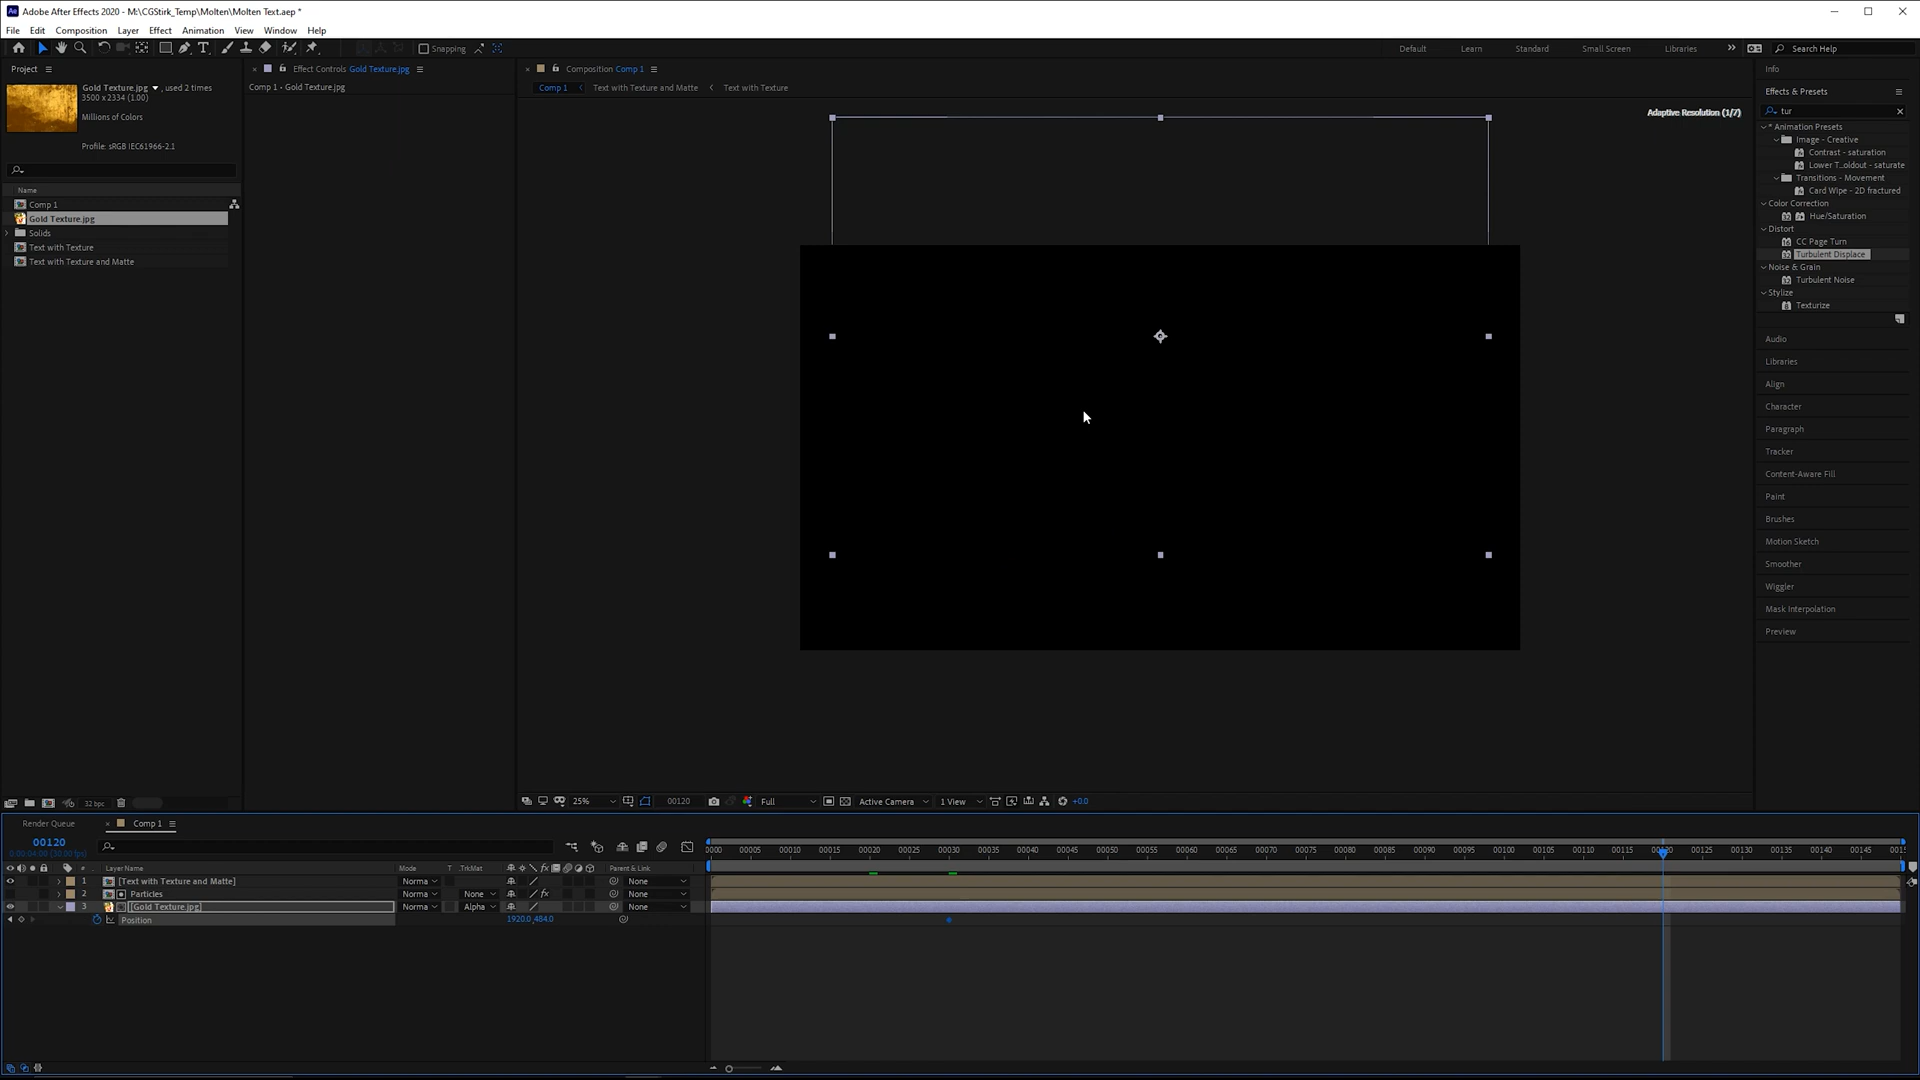 Adobe After Effects 2020 - M:\CGStirk_Temp\Molten\Molten Text.aep *
File Edit Composition Layer Effect Animation View Window Help
Snapping
Default Learn Standard Small Screen Libraries » Search Help
Project
Gold Texture.jpg ▼ , used 2 times
3500 x 2334 (1.00)
Millions of Colors
Profile: sRGB IEC61966-2.1
Name
Comp 1
Gold Texture.jpg
Solids
Text with Texture
Text with Texture and Matte
32 bpc
Effect Controls Gold Texture.jpg
Comp 1 • Gold Texture.jpg
Composition Comp 1
Comp 1 < Text with Texture and Matte < Text with Texture
Adaptive Resolution (1/7)
25% 00120 Full Active Camera 1 View +0.0
Info
Effects & Presets
tur
* Animation Presets
Image - Creative
Contrast - saturation
Lower T...oldout - saturate
Transitions - Movement
Card Wipe - 2D fractured
Color Correction
Hue/Saturation
Distort
CC Page Turn
Turbulent Displace
Noise & Grain
Turbulent Noise
Stylize
Texturize
Audio
Libraries
Align
Character
Paragraph
Tracker
Content-Aware Fill
Paint
Brushes
Motion Sketch
Smoother
Wiggler
Mask Interpolation
Preview
Render Queue Comp 1
00120
0:00:04:00 (30.00 fps)
0000 00005 00010 00015 00020 00025 00030 00035 00040 00045 00050 00055 00060 00065 00070 00075 00080 00085 00090 00095 00100 00105 00110 00115 00120 00125 00130 00135 00140 00145 0015
# Layer Name Mode T .TrkMat Parent & Link
1 [Text with Texture and Matte] Norma None
2 Particles Norma None None
3 [Gold Texture.jpg] Norma Alpha None
Position 1920.0,484.0